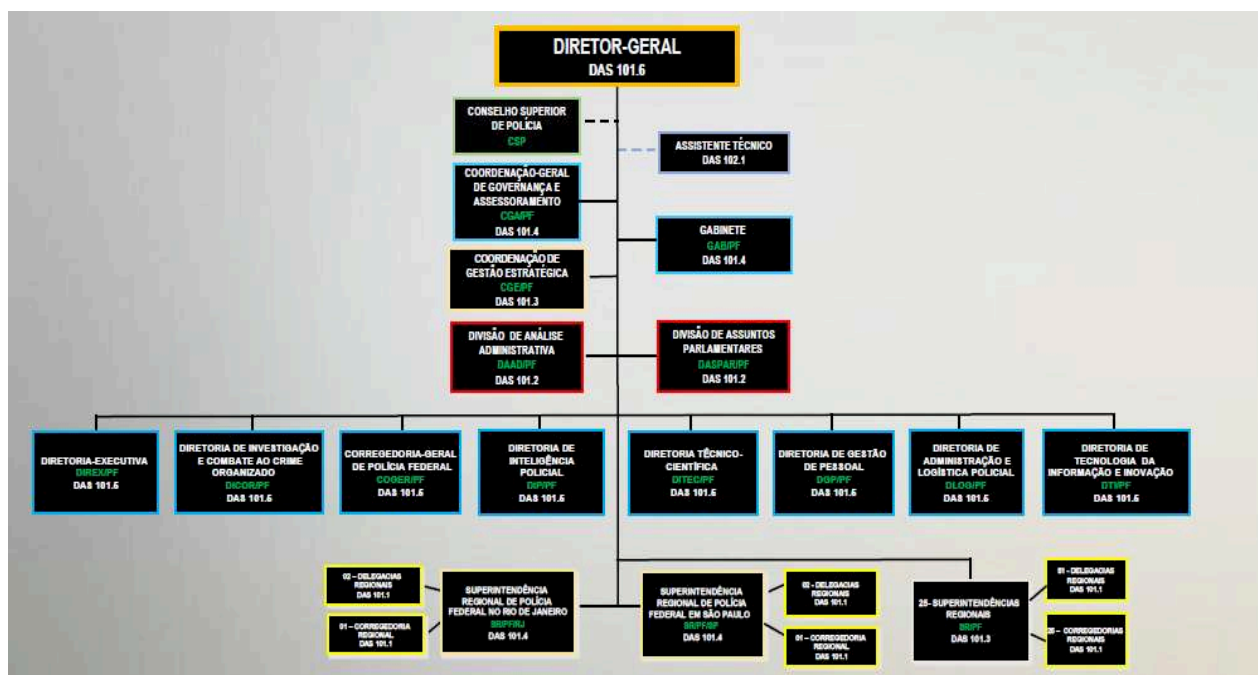 DIRETOR-GERAL
DAS 101.6
CONSELHO SUPERIOR
DE POLÍCIA
CSP
ASSISTENTE TÉCNICO
DAS 102.1
COORDENAÇÃO-GERAL
DE GOVERNANÇA E
ASSESSORAMENTO
CGA/PF
DAS 101.4
GABINETE
GAB/PF
DAS 101.4
COORDENAÇÃO DE
GESTÃO ESTRATÉGICA
CGE/PF
DAS 101.3
DIVISÃO DE ANÁLISE
ADMINISTRATIVA
DAAD/PF
DAS 101.2
DIVISÃO DE ASSUNTOS
PARLAMENTARES
DASPAR/PF
DAS 101.2
DIRETORIA-EXECUTIVA
DIREX/PF
DAS 101.5
DIRETORIA DE INVESTIGAÇÃO
E COMBATE AO CRIME
ORGANIZADO
DICOR/PF
DAS 101.5
CORREGEDORIA-GERAL
DE POLÍCIA FEDERAL
COGER/PF
DAS 101.5
DIRETORIA DE
INTELIGÊNCIA
POLICIAL
DIP/PF
DAS 101.5
DIRETORIA TÉCNICO-
CIENTÍFICA
DITEC/PF
DAS 101.5
DIRETORIA DE GESTÃO
DE PESSOAL
DGP/PF
DAS 101.5
DIRETORIA DE
ADMINISTRAÇÃO E
LOGÍSTICA POLICIAL
DLOG/PF
DAS 101.5
DIRETORIA DE
TECNOLOGIA DA
INFORMAÇÃO E INOVAÇÃO
DTI/PF
DAS 101.5
02 – DELEGACIAS
REGIONAIS
DAS 101.1
01 – CORREGEDORIA
REGIONAL
DAS 101.1
SUPERINTENDÊNCIA
REGIONAL DE POLÍCIA
FEDERAL NO RIO DE JANEIRO
SR/PF/RJ
DAS 101.4
SUPERINTENDÊNCIA
REGIONAL DE POLÍCIA
FEDERAL EM SÃO PAULO
SR/PF/SP
DAS 101.4
02 - DELEGACIAS
REGIONAIS
DAS 101.1
01 - CORREGEDORIA
REGIONAL
DAS 101.1
25- SUPERINTENDÊNCIAS
REGIONAIS
SR/PF
DAS 101.3
DELEGACIAS
REGIONAIS
DAS 101.1
CORREGEDORIAS
REGIONAIS
DAS 101.1